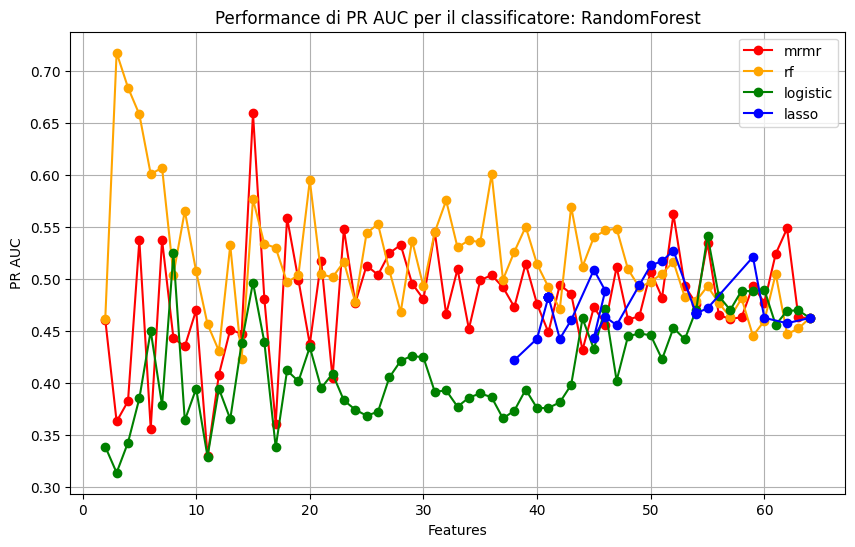 Performance di PR AUC per il classificatore: RandomForest
mrmr
rf
logistic
lasso
PR AUC
0.70
0.65
0.60
0.55
0.50
0.45
0.40
0.35
0.30
0 10 20 30 40 50 60
Features